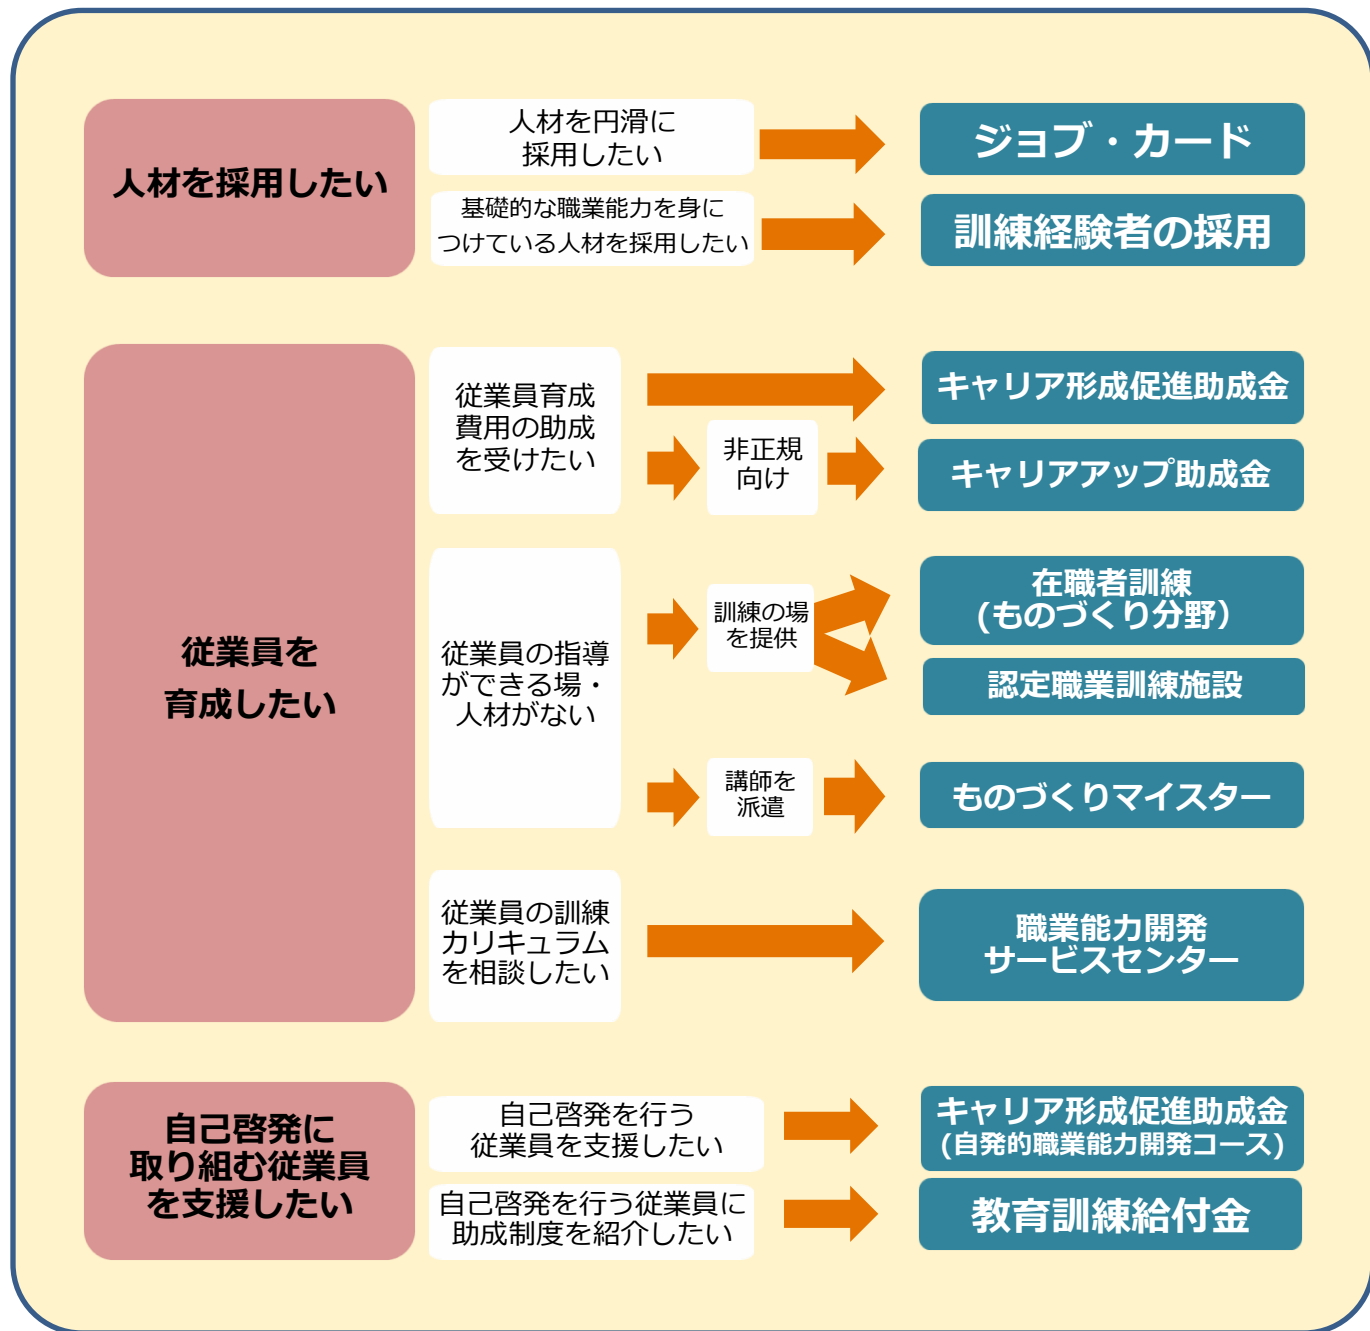 人材を採用したい
人材を円滑に
採用したい
ジョブ・カード
基礎的な職業能力を身に
つけている人材を採用したい
訓練経験者の採用
従業員を
育成したい
従業員育成
費用の助成
を受けたい
キャリア形成促進助成金
非正規
向け
キャリアアップ助成金
従業員の指導
ができる場・
人材がない
訓練の場
を提供
在職者訓練
(ものづくり分野）
認定職業訓練施設
講師を
派遣
ものづくりマイスター
従業員の訓練
カリキュラム
を相談したい
職業能力開発
サービスセンター
自己啓発に
取り組む従業員
を支援したい
自己啓発を行う
従業員を支援したい
キャリア形成促進助成金
(自発的職業能力開発コース)
自己啓発を行う従業員に
助成制度を紹介したい
教育訓練給付金